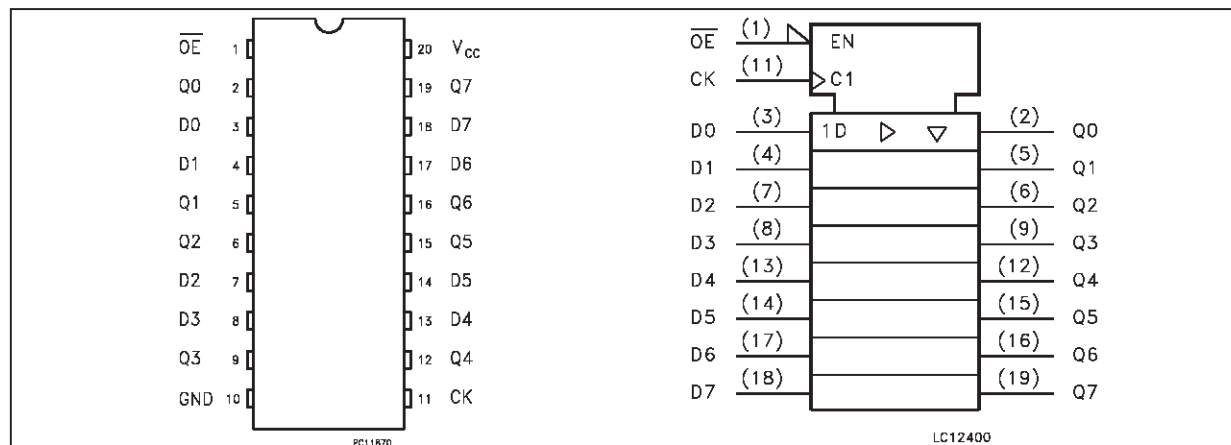 OE 1 20 VCC
Q0 2 19 Q7
D0 3 18 D7
D1 4 17 D6
Q1 5 16 Q6
Q2 6 15 Q5
D2 7 14 D5
D3 8 13 D4
Q3 9 12 Q4
GND 10 11 CK
PC11670
OE (1) EN
CK (11) C1
D0 (3) 1D (2) Q0
D1 (4) (5) Q1
D2 (7) (6) Q2
D3 (8) (9) Q3
D4 (13) (12) Q4
D5 (14) (15) Q5
D6 (17) (16) Q6
D7 (18) (19) Q7
LC12400